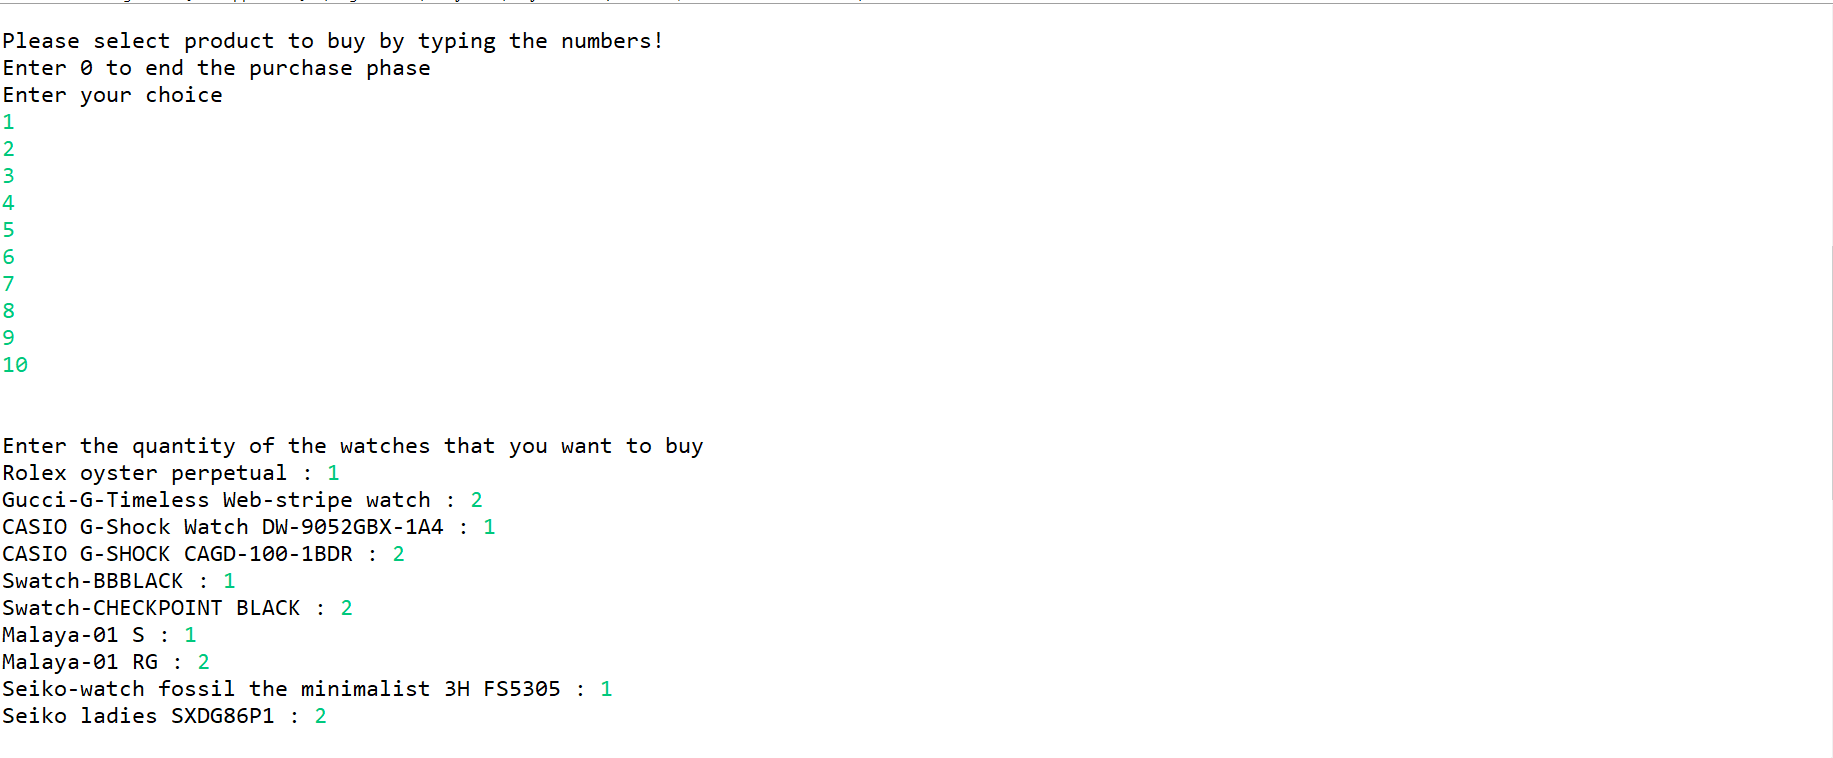 Please select product to buy by typing the numbers!
Enter 0 to end the purchase phase
Enter your choice
1
2
3
4
5
6
7
8
9
10
Enter the quantity of the watches that you want to buy
Rolex oyster perpetual : 1
Gucci-G-Timeless Web-stripe watch : 2
CASIO G-Shock Watch DW-9052GBX-1A4 : 1
CASIO G-SHOCK CAGD-100-1BDR : 2
Swatch-BBBLACK : 1
Swatch-CHECKPOINT BLACK : 2
Malaya-01 S : 1
Malaya-01 RG : 2
Seiko-watch fossil the minimalist 3H FS5305 : 1
Seiko ladies SXDG86P1 : 2